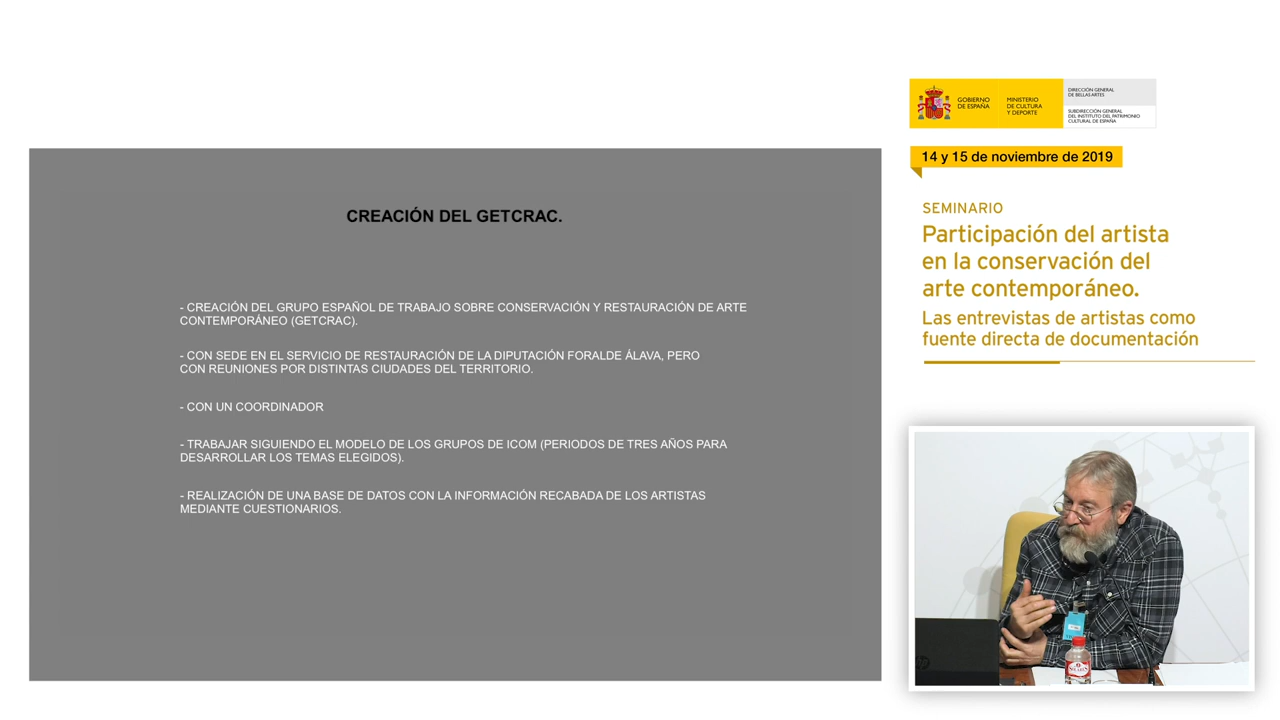 GOBIERNO
DE ESPAÑA
MINISTERIO
DE CULTURA
Y DEPORTE
DIRECCIÓN GENERAL
DE BELLAS ARTES
SUBDIRECCIÓN GENERAL
DEL INSTITUTO DEL PATRIMONIO
CULTURAL DE ESPAÑA
14 y 15 de noviembre de 2019
SEMINARIO
Participación del artista
en la conservación del
arte contemporáneo.
Las entrevistas de artistas como
fuente directa de documentación
CREACIÓN DEL GETCRAC.
- CREACIÓN DEL GRUPO ESPAÑOL DE TRABAJO SOBRE CONSERVACIÓN Y RESTAURACIÓN DE ARTE
CONTEMPORÁNEO (GETCRAC).
- CON SEDE EN EL SERVICIO DE RESTAURACIÓN DE LA DIPUTACIÓN FORALDE ÁLAVA, PERO
CON REUNIONES POR DISTINTAS CIUDADES DEL TERRITORIO.
- CON UN COORDINADOR
- TRABAJAR SIGUIENDO EL MODELO DE LOS GRUPOS DE ICOM (PERIODOS DE TRES AÑOS PARA
DESARROLLAR LOS TEMAS ELEGIDOS).
- REALIZACIÓN DE UNA BASE DE DATOS CON LA INFORMACIÓN RECABADA DE LOS ARTISTAS
MEDIANTE CUESTIONARIOS.